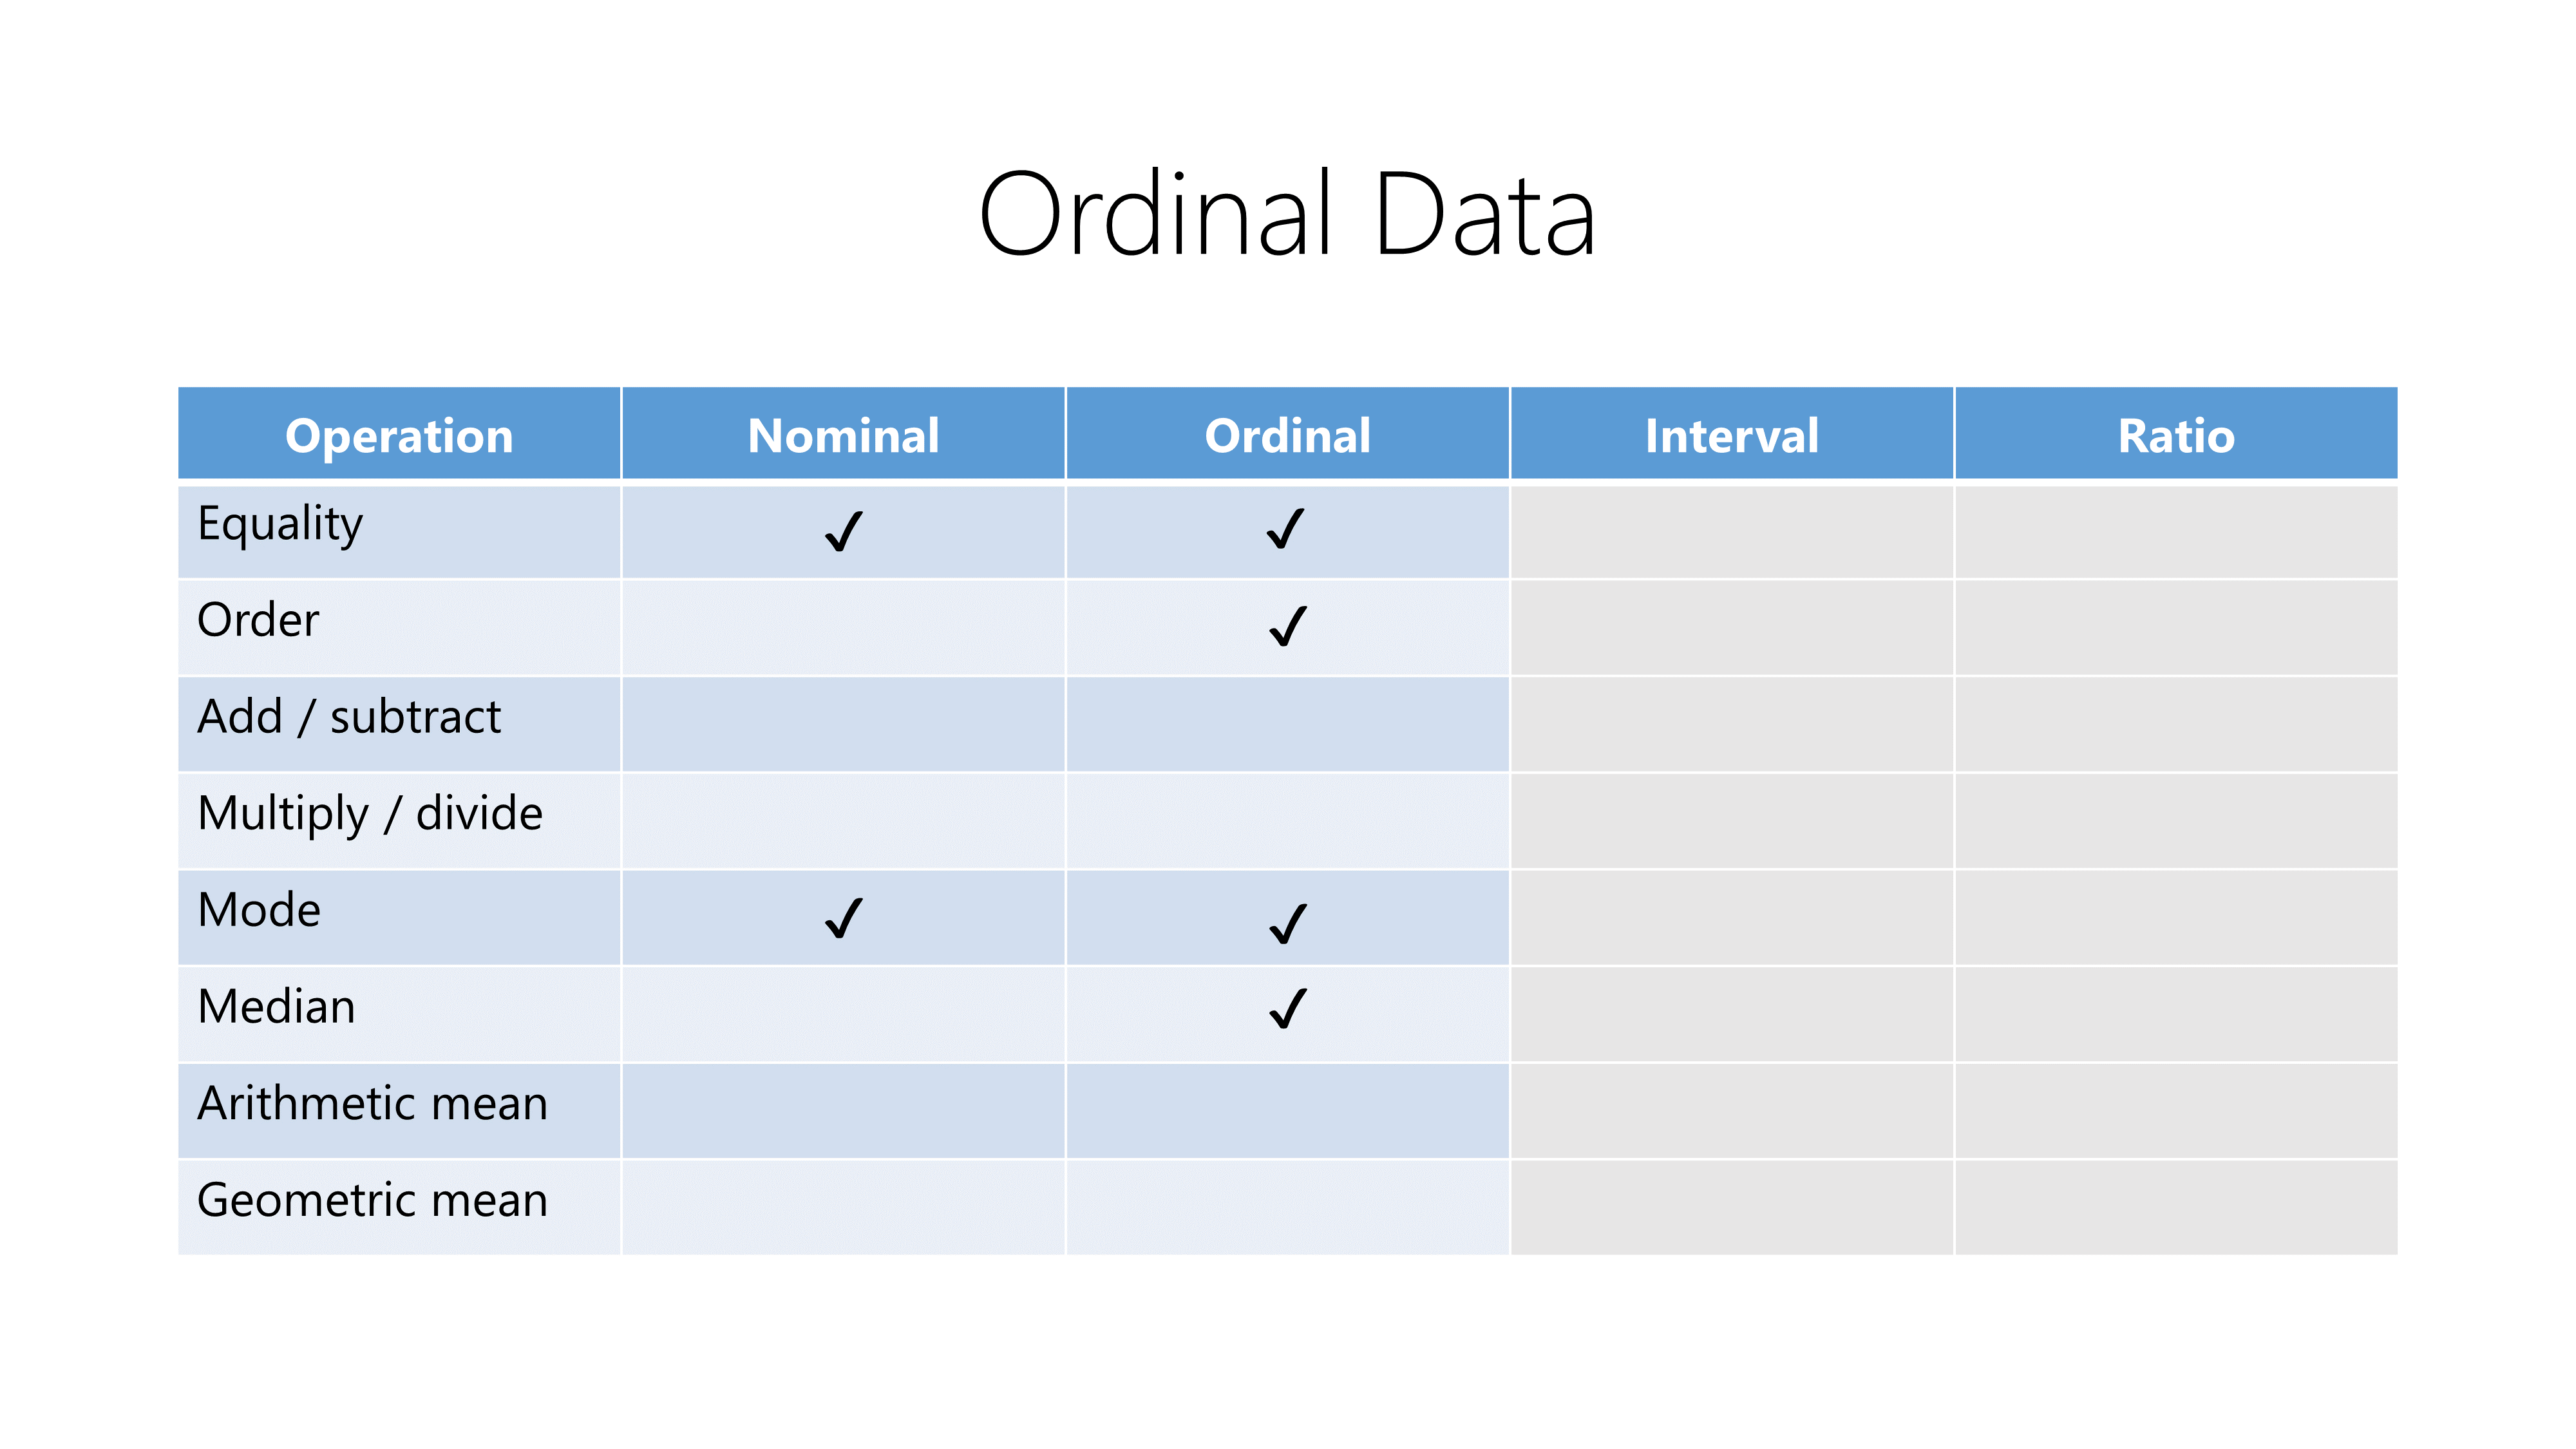 Ordinal Data
Operation Nominal Ordinal Interval Ratio
Equality ✓ ✓
Order ✓
Add / subtract
Multiply / divide
Mode ✓ ✓
Median ✓
Arithmetic mean
Geometric mean